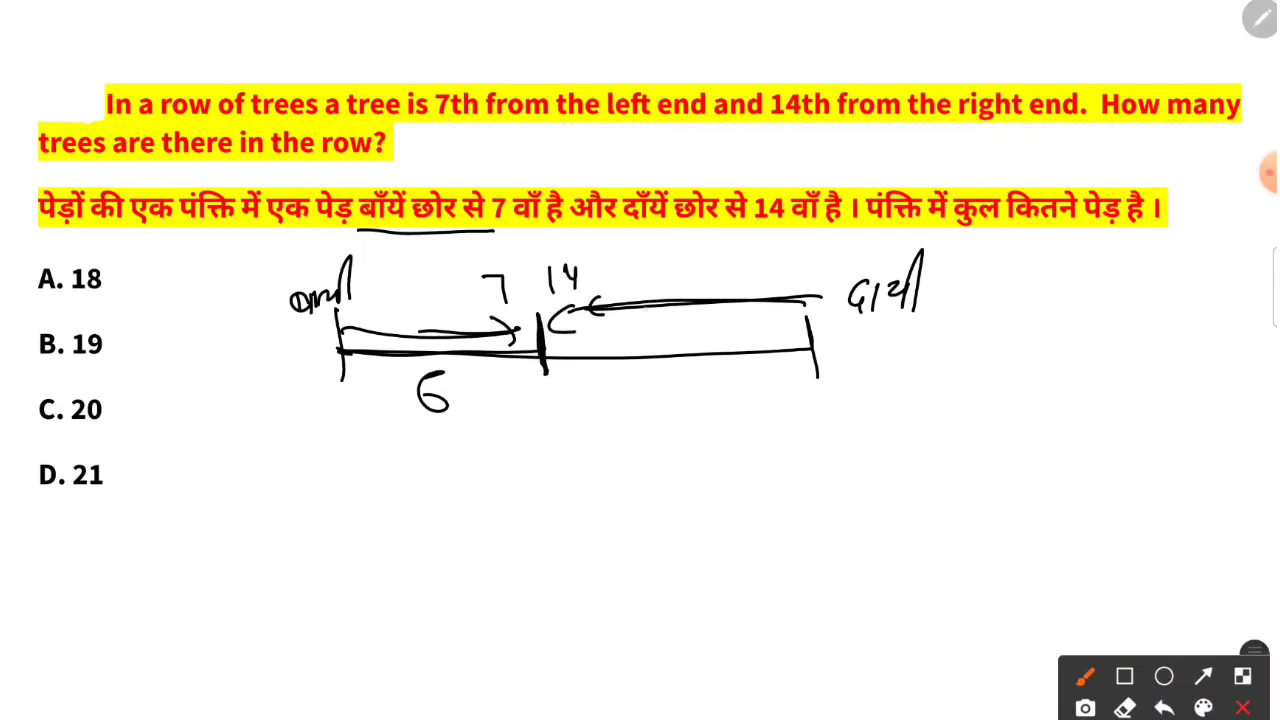 In a row of trees a tree is 7th from the left end and 14th from the right end. How many
trees are there in the row?
पेड़ों की एक पंक्ति में एक पेड़ बाँयें छोर से 7 वाँ है और दाँयें छोर से 14 वाँ है । पंक्ति में कुल कितने पेड़ है ।
A. 18
7 14
दायाँ
B. 19
6
C. 20
D. 21